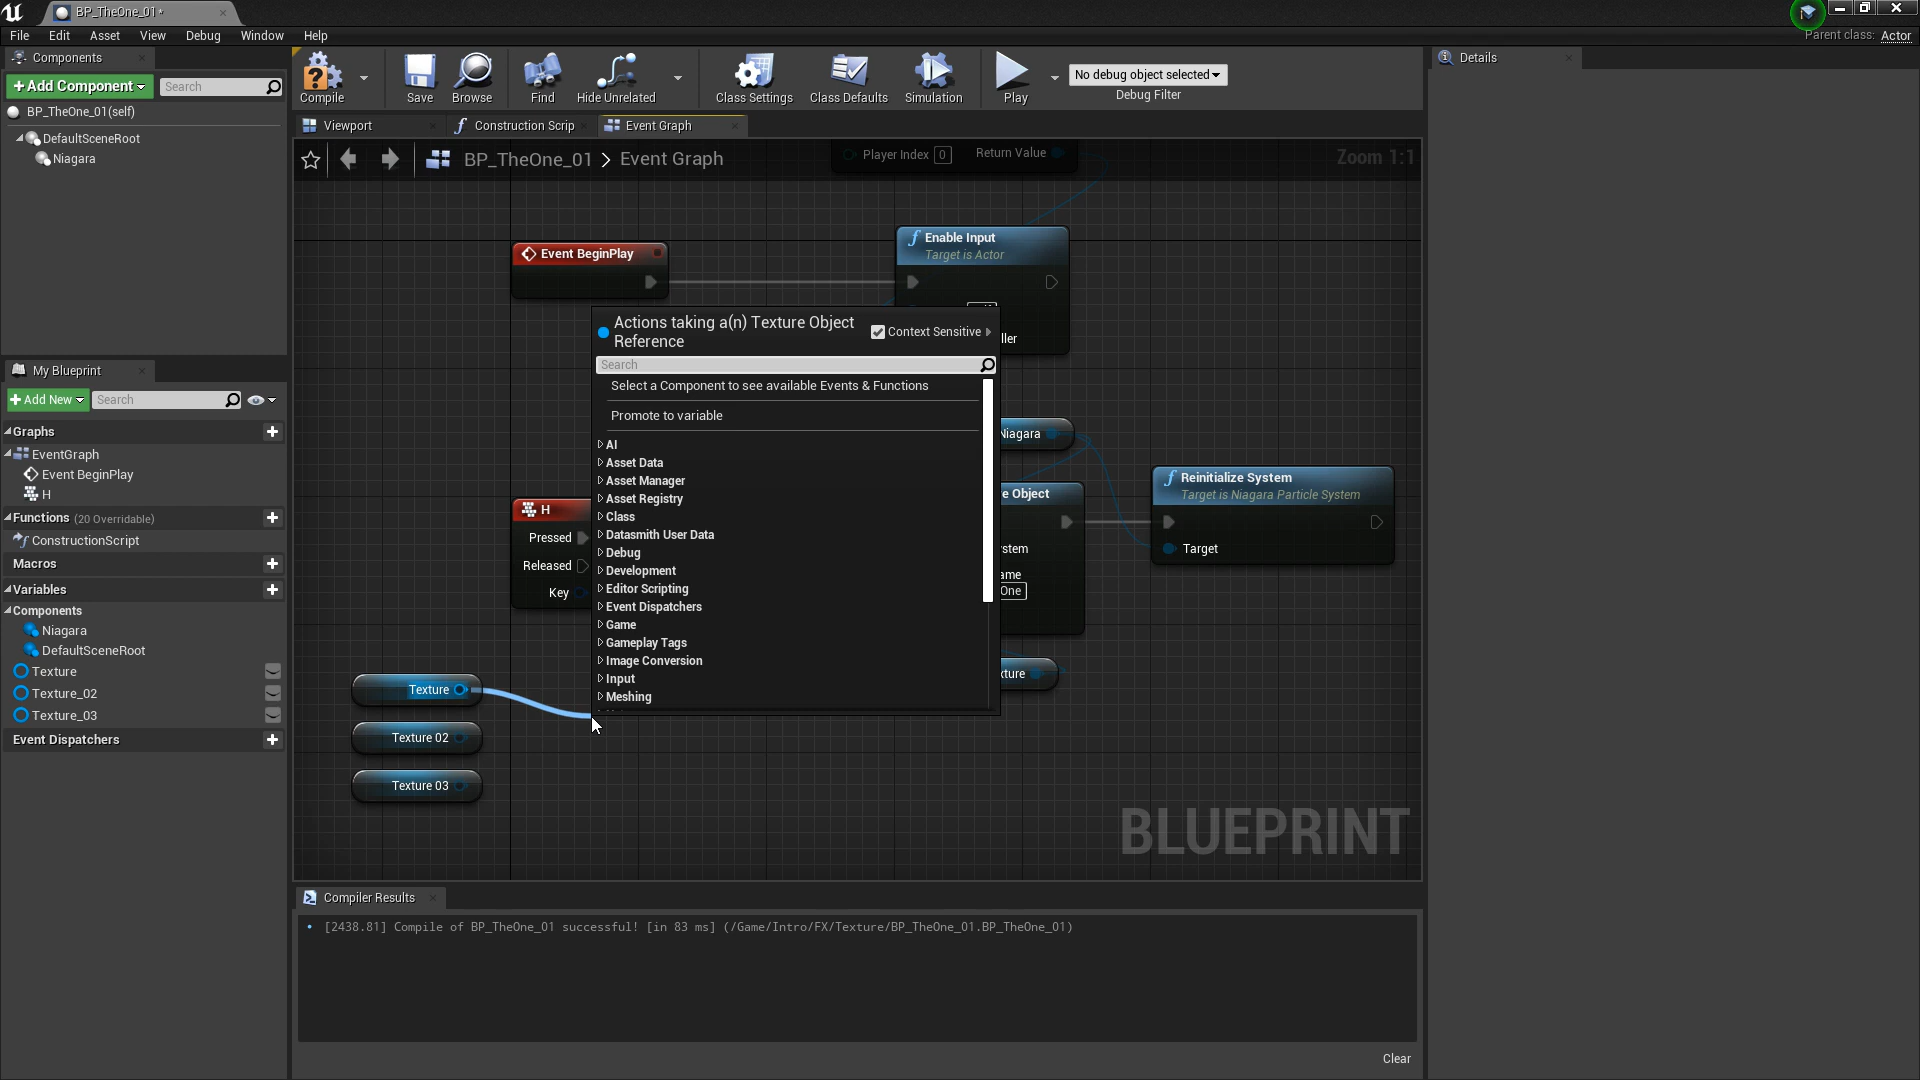 BP_TheOne_01*
File Edit Asset View Debug Window Help
Parent class: Actor
Components
Add Component
Search
BP_TheOne_01(self)
DefaultSceneRoot
Niagara
My Blueprint
Add New
Search
Graphs
EventGraph
Event BeginPlay
H
Functions (20 Overridable)
ConstructionScript
Macros
Variables
Components
Niagara
DefaultSceneRoot
Texture
Texture_02
Texture_03
Event Dispatchers
Compile
Save
Browse
Find
Hide Unrelated
Class Settings
Class Defaults
Simulation
Play
No debug object selected
Debug Filter
Viewport
Construction Scrip
Event Graph
BP_TheOne_01 > Event Graph
Zoom 1:1
Player Index 0 Return Value
Event BeginPlay
Enable Input
Target is Actor
ller
Actions taking a(n) Texture Object
Reference
Context Sensitive
Search
Select a Component to see available Events & Functions
Promote to variable
AI
Asset Data
Asset Manager
Asset Registry
Class
Datasmith User Data
Debug
Development
Editor Scripting
Event Dispatchers
Game
Gameplay Tags
Image Conversion
Input
Meshing
H
Pressed
Released
Key
Niagara
e Object
stem
ame
One
xture
Reinitialize System
Target is Niagara Particle System
Target
Texture
Texture 02
Texture 03
BLUEPRINT
Compiler Results
[2438.81] Compile of BP_TheOne_01 successful! [in 83 ms] (/Game/Intro/FX/Texture/BP_TheOne_01.BP_TheOne_01)
Clear
Details